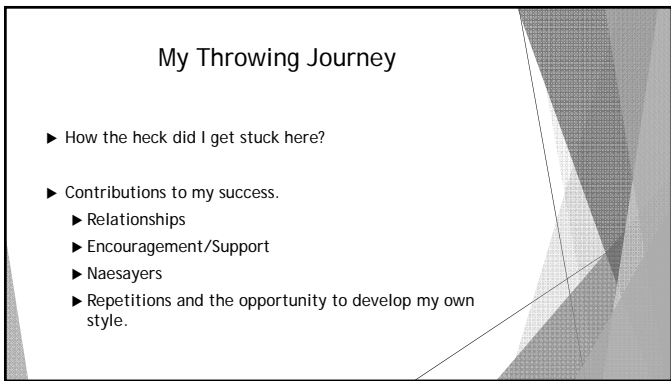 My Throwing Journey
▶ How the heck did I get stuck here?
▶ Contributions to my success.
▶ Relationships
▶ Encouragement/Support
▶ Naesayers
▶ Repetitions and the opportunity to develop my own
style.